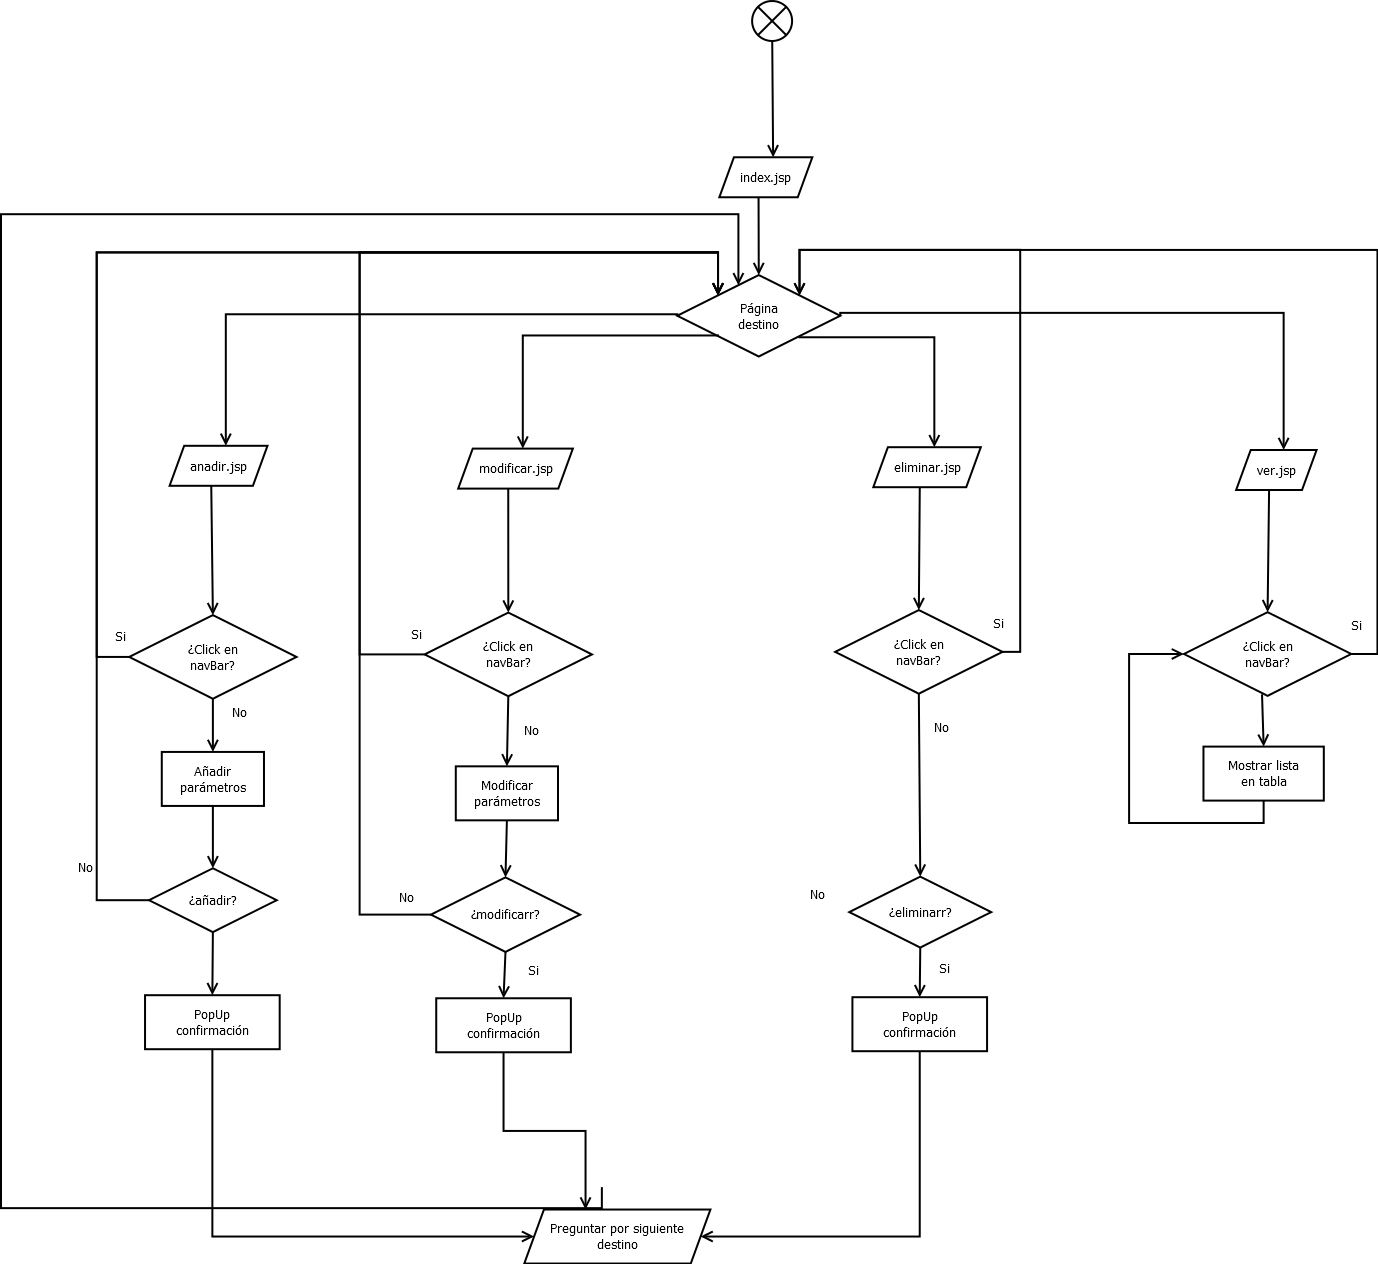 index.jsp
Página
destino
anadir.jsp
modificar.jsp
eliminar.jsp
ver.jsp
Si
¿Click en
navBar?
Si
¿Click en
navBar?
Si
¿Click en
navBar?
Si
¿Click en
navBar?
No
No
No
Añadir
parámetros
Modificar
parámetros
Mostrar lista
en tabla
No
¿añadir?
No
¿modificarr?
No
¿eliminarr?
Si
Si
PopUp
confirmación
PopUp
confirmación
PopUp
confirmación
Preguntar por siguiente
destino